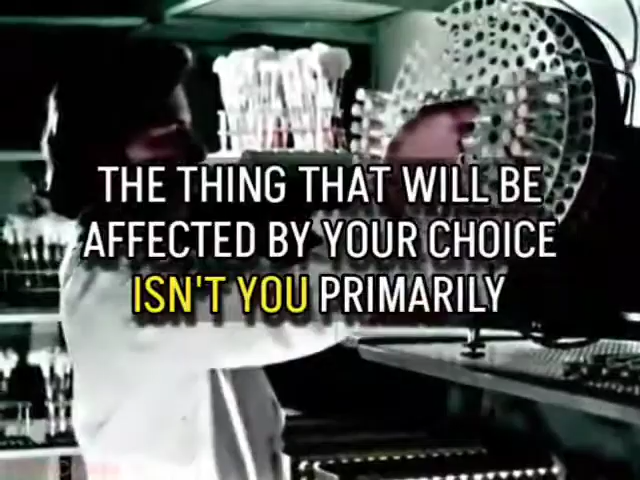 THE THING THAT WILL BE
AFFECTED BY YOUR CHOICE
ISN'T YOU PRIMARILY